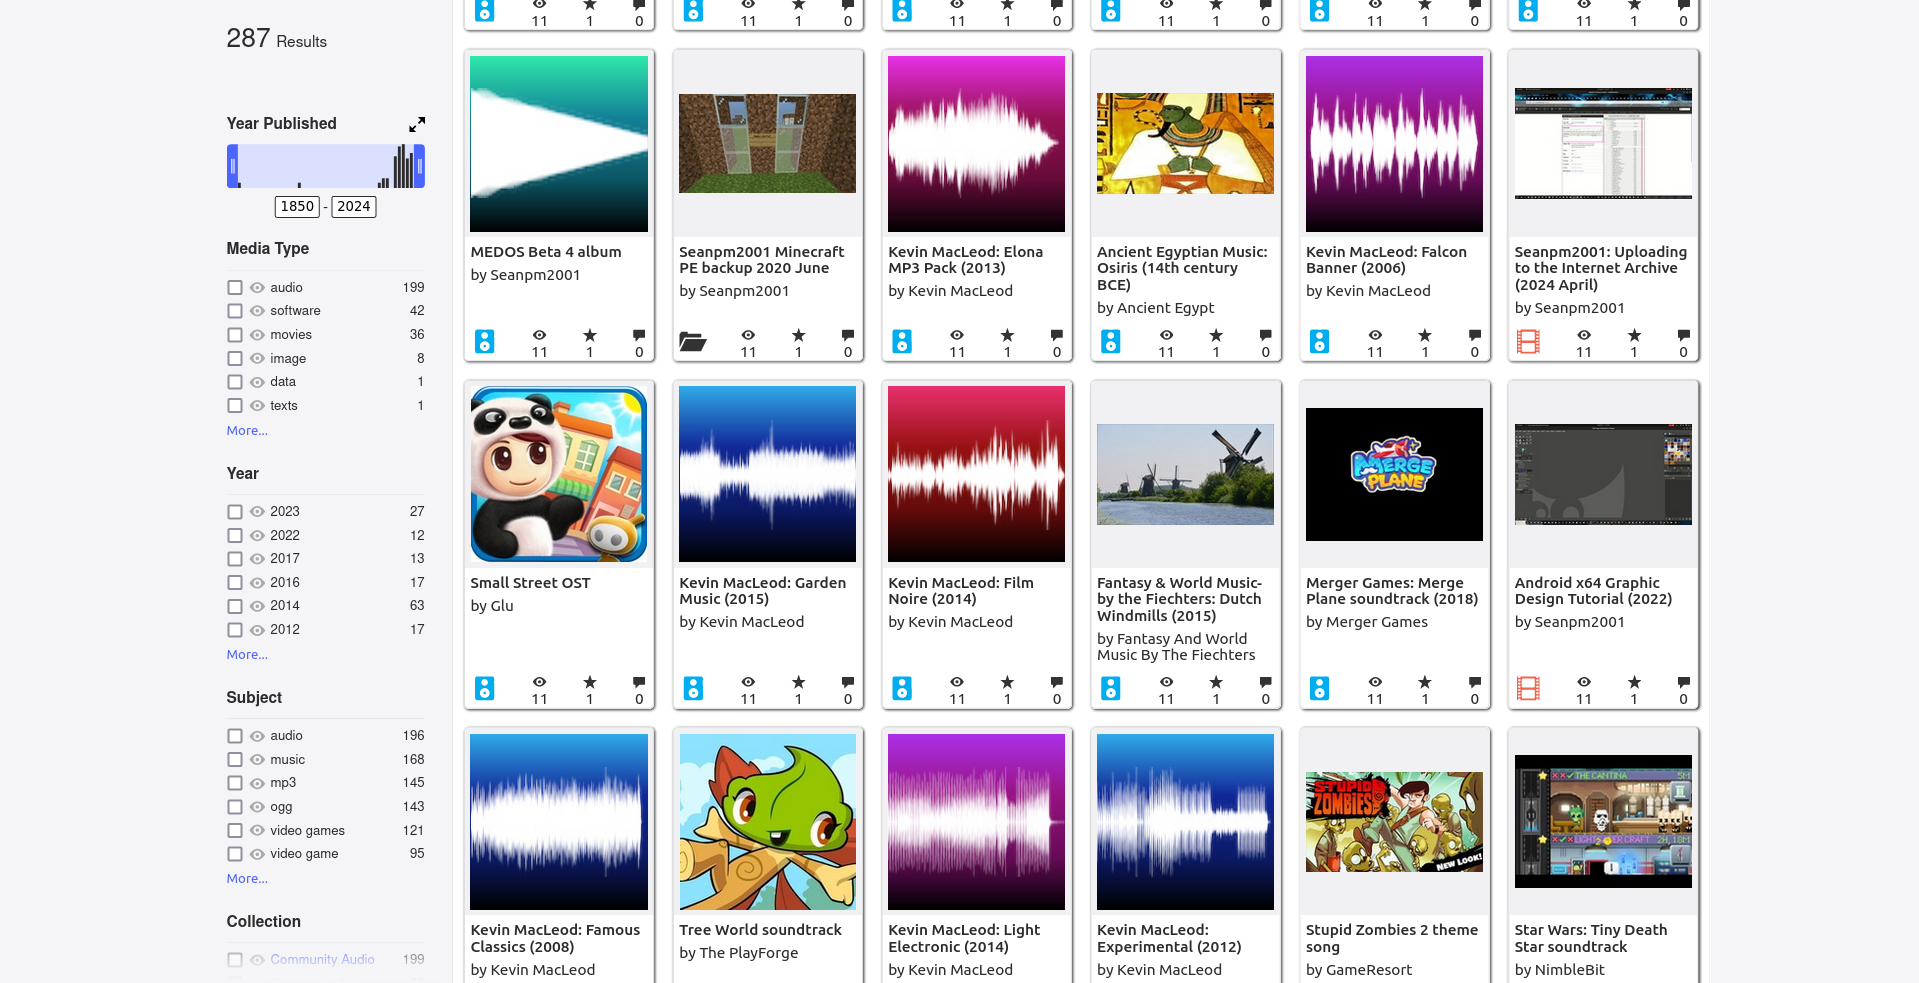 287 Results
Year Published
1850 - 2024
Media Type
audio 199
software 42
movies 36
image 8
data 1
texts 1
More...
Year
2023 27
2022 12
2017 13
2016 17
2014 63
2012 17
More...
Subject
audio 196
music 168
mp3 145
ogg 143
video games 121
video game 95
More...
Collection
Community Audio 199
11 1 0
11 1 0
11 1 0
11 1 0
11 1 0
11 1 0
MEDOS Beta 4 album
by Seanpm2001
11 1 0
Seanpm2001 Minecraft
PE backup 2020 June
by Seanpm2001
11 1 0
Kevin MacLeod: Elona
MP3 Pack (2013)
by Kevin MacLeod
11 1 0
Ancient Egyptian Music:
Osiris (14th century
BCE)
by Ancient Egypt
11 1 0
Kevin MacLeod: Falcon
Banner (2006)
by Kevin MacLeod
11 1 0
Seanpm2001: Uploading
to the Internet Archive
(2024 April)
by Seanpm2001
11 1 0
Small Street OST
by Glu
11 1 0
Kevin MacLeod: Garden
Music (2015)
by Kevin MacLeod
11 1 0
Kevin MacLeod: Film
Noire (2014)
by Kevin MacLeod
11 1 0
Fantasy & World Music-
by the Fiechters: Dutch
Windmills (2015)
by Fantasy And World
Music By The Fiechters
11 1 0
MERGE
PLANE
Merger Games: Merge
Plane soundtrack (2018)
by Merger Games
11 1 0
Android x64 Graphic
Design Tutorial (2022)
by Seanpm2001
11 1 0
Kevin MacLeod: Famous
Classics (2008)
by Kevin MacLeod
Tree World soundtrack
by The PlayForge
Kevin MacLeod: Light
Electronic (2014)
by Kevin MacLeod
Kevin MacLeod:
Experimental (2012)
by Kevin MacLeod
STUPID
ZOMBIES
NEW LOOK!
Stupid Zombies 2 theme
song
by GameResort
THE CANTINA 5M
2H, 18M
Star Wars: Tiny Death
Star soundtrack
by NimbleBit